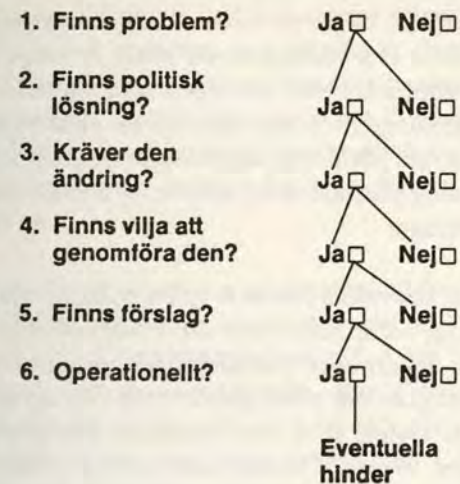 1. Finns problem? Ja□ Nej□
2. Finns politisk
lösning? Ja□ Nej□
3. Kräver den
ändring? Ja□ Nej□
4. Finns vilja att
genomföra den? Ja□ Nej□
5. Finns förslag? Ja□ Nej□
6. Operationellt? Ja□ Nej□
Eventuella
hinder